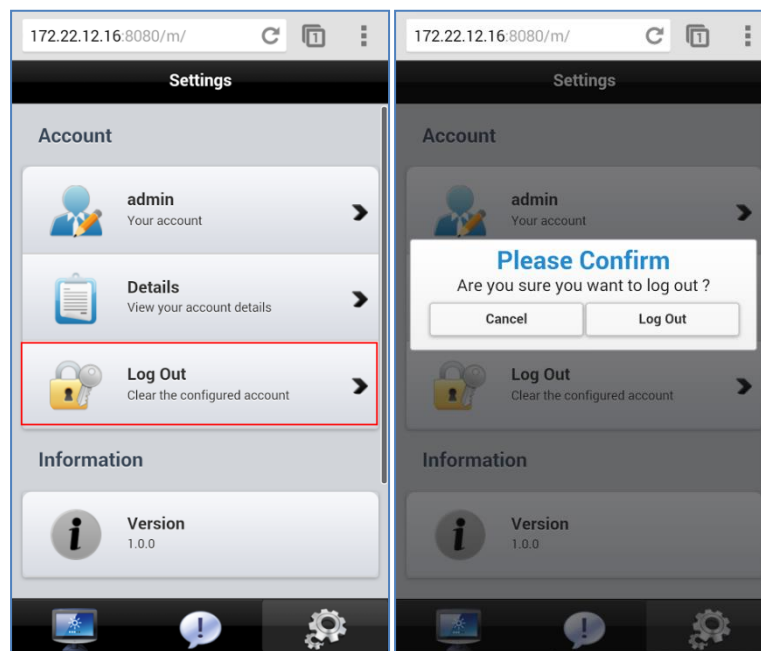 172.22.12.16:8080/m/
1
Settings
Account
admin
Your account
Details
View your account details
Log Out
Clear the configured account
Information
Version
1.0.0
172.22.12.16:8080/m/
1
Settings
Account
admin
Your account
Please Confirm
Are you sure you want to log out ?
Cancel
Log Out
Log Out
Clear the configured account
Information
Version
1.0.0